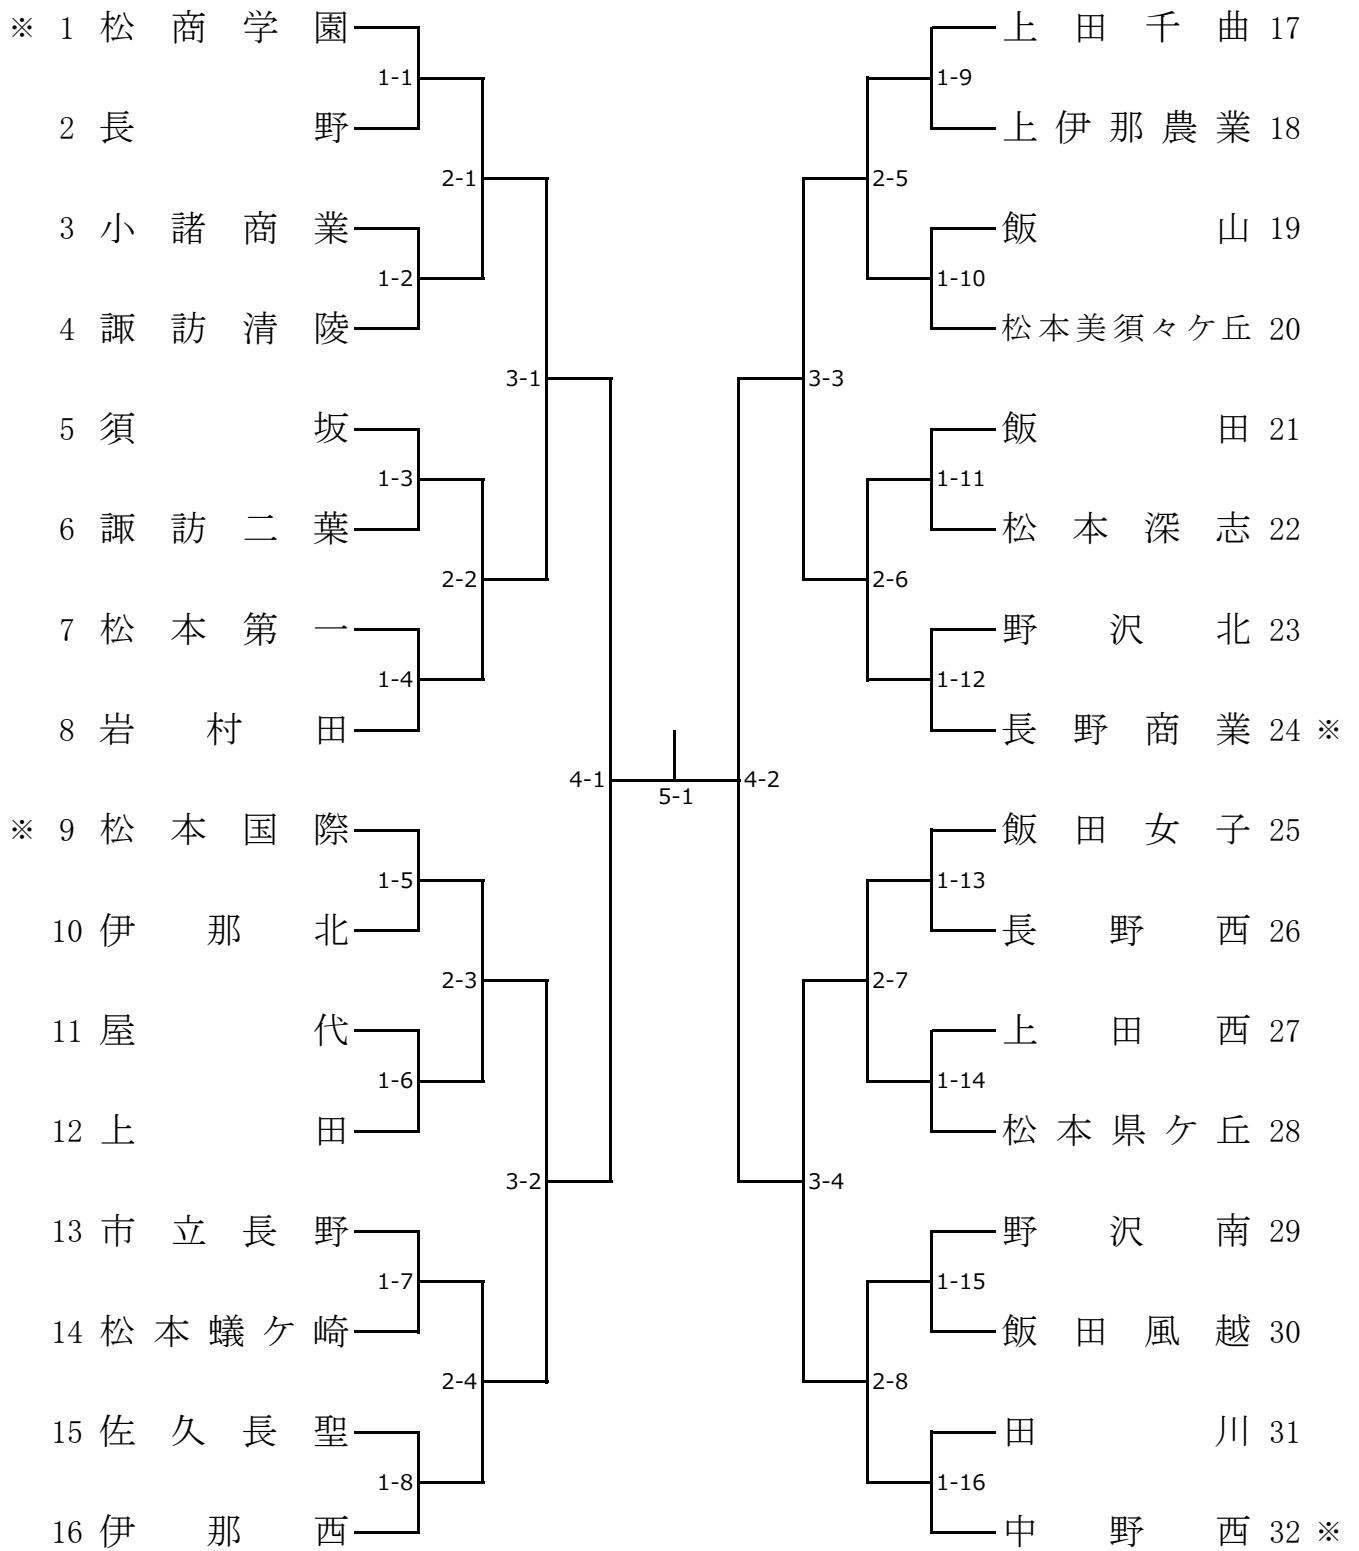 ※ 1 松商学園
1-1
2 長野
2-1
3 小諸商業
1-2
4 諏訪清陵
3-1
5 須坂
1-3
6 諏訪二葉
2-2
7 松本第一
1-4
8 岩村田
4-1
※ 9 松本国際
1-5
10 伊那北
2-3
11 屋代
1-6
12 上田
3-2
13 市立長野
1-7
14 松本蟻ケ崎
2-4
15 佐久長聖
1-8
16 伊那西
5-1
上田千曲 17
1-9
上伊那農業 18
2-5
飯山 19
1-10
松本美須々ケ丘 20
3-3
飯田 21
1-11
松本深志 22
2-6
野沢北 23
1-12
長野商業 24 ※
4-2
飯田女子 25
1-13
長野西 26
2-7
上田西 27
1-14
松本県ケ丘 28
3-4
野沢南 29
1-15
飯田風越 30
2-8
田川 31
1-16
中野西 32 ※